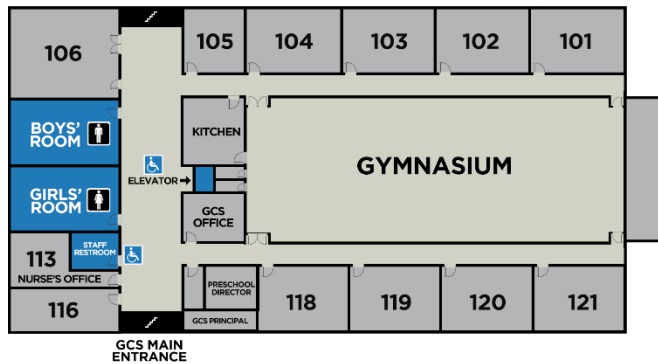 106
105
104
103
102
101
BOYS'
ROOM
KITCHEN
GYMNASIUM
ELEVATOR
GIRLS'
ROOM
GCS
OFFICE
STAFF
RESTROOM
113
NURSE'S OFFICE
116
PRESCHOOL
DIRECTOR
GCS PRINCIPAL
118
119
120
121
GCS MAIN
ENTRANCE